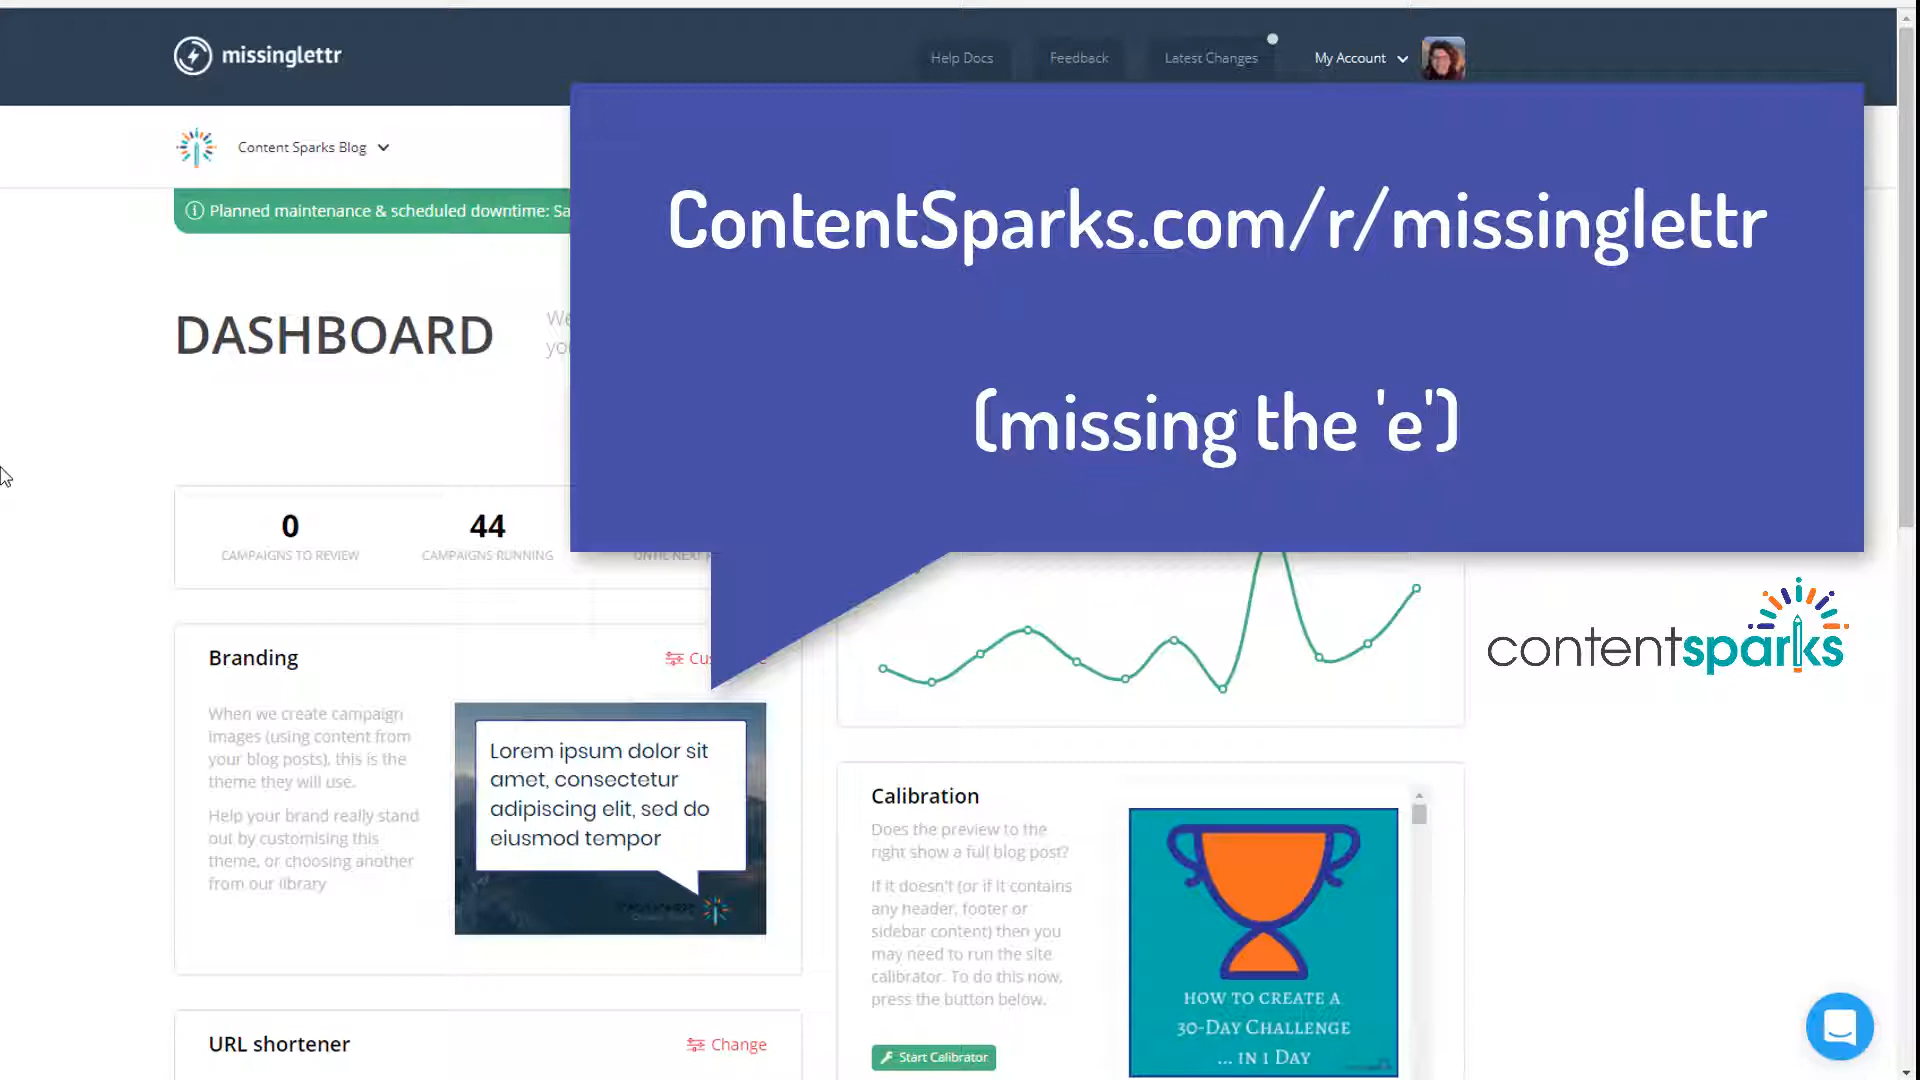 missinglettr
Help Docs
Feedback
Latest Changes
My Account
Content Sparks Blog
Planned maintenance & scheduled downtime: Sa
ContentSparks.com/r/missinglettr
(missing the 'e')
DASHBOARD
We
yo
0
CAMPAIGNS TO REVIEW
44
CAMPAIGNS RUNNING
UNTIL NEXT
contentsparks
Branding
Cus
When we create campaign
images (using content from
your blog posts), this is the
theme they will use.
Help your brand really stand
out by customising this
theme, or choosing another
from our library
Lorem ipsum dolor sit
amet, consectetur
adipiscing elit, sed do
eiusmod tempor
Calibration
Does the preview to the
right show a full blog post?
If it doesn't (or if it contains
any header, footer or
sidebar content) then you
may need to run the site
calibrator. To do this now,
press the button below.
Start Calibrator
HOW TO CREATE A
30-DAY CHALLENGE
... IN 1 DAY
URL shortener
Change